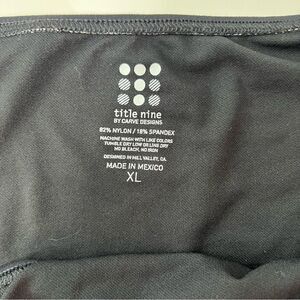 title nine
BY CARVE DESIGNS
82% NYLON / 18% SPANDEX
MACHINE WASH WITH LIKE COLORS
TUMBLE DRY LOW OR LINE DRY
NO BLEACH, NO IRON
DESIGNED IN MILL VALLEY, CA.
MADE IN MEXICO
XL